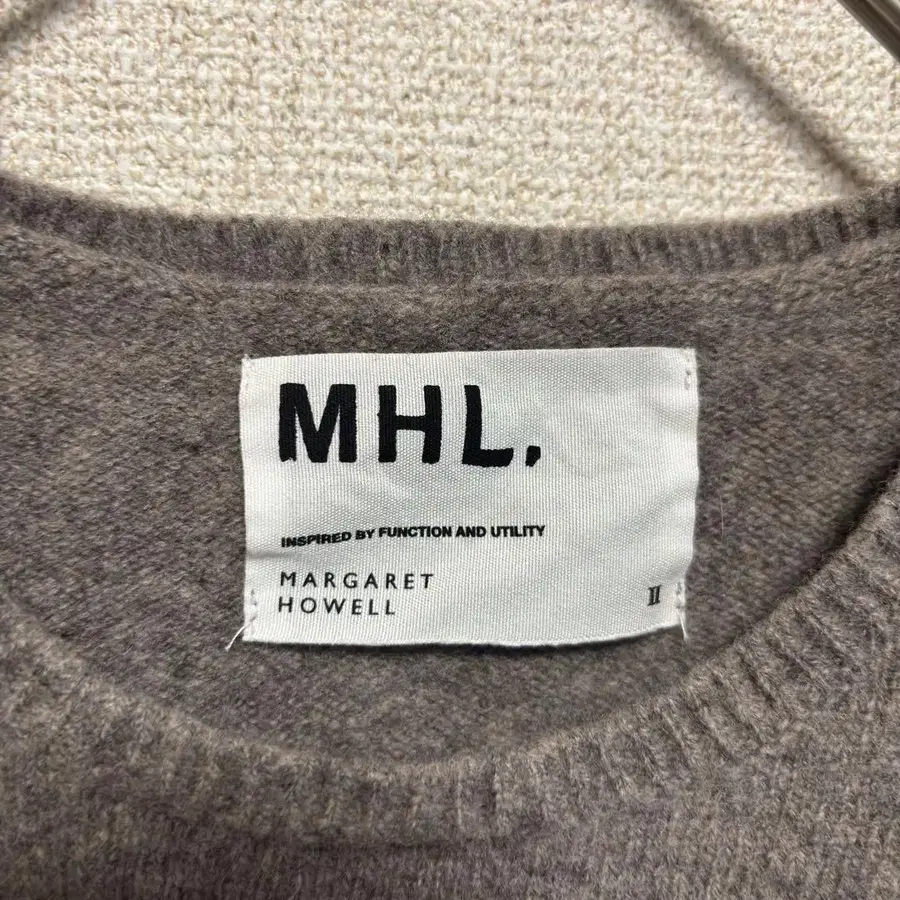 MHL.
INSPIRED BY FUNCTION AND UTILITY
MARGARET
HOWELL
II